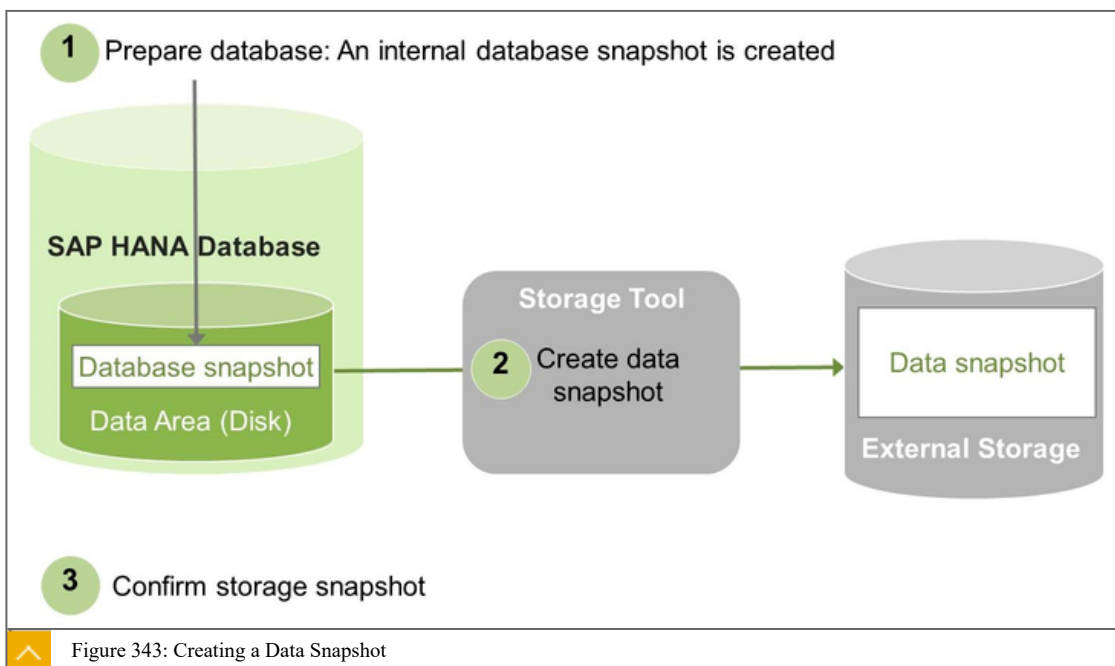 1 Prepare database: An internal database snapshot is created
SAP HANA Database
Database snapshot
Data Area (Disk)
Storage Tool
2 Create data
snapshot
Data snapshot
External Storage
3 Confirm storage snapshot
Figure 343: Creating a Data Snapshot